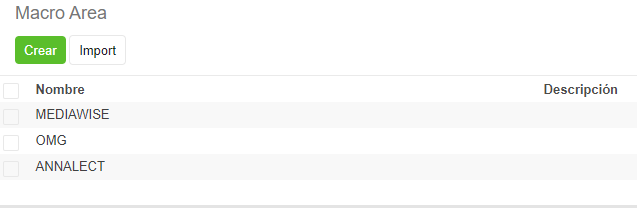 Macro Area
Crear Import
Nombre Descripción
MEDIAWISE
OMG
ANNALECT